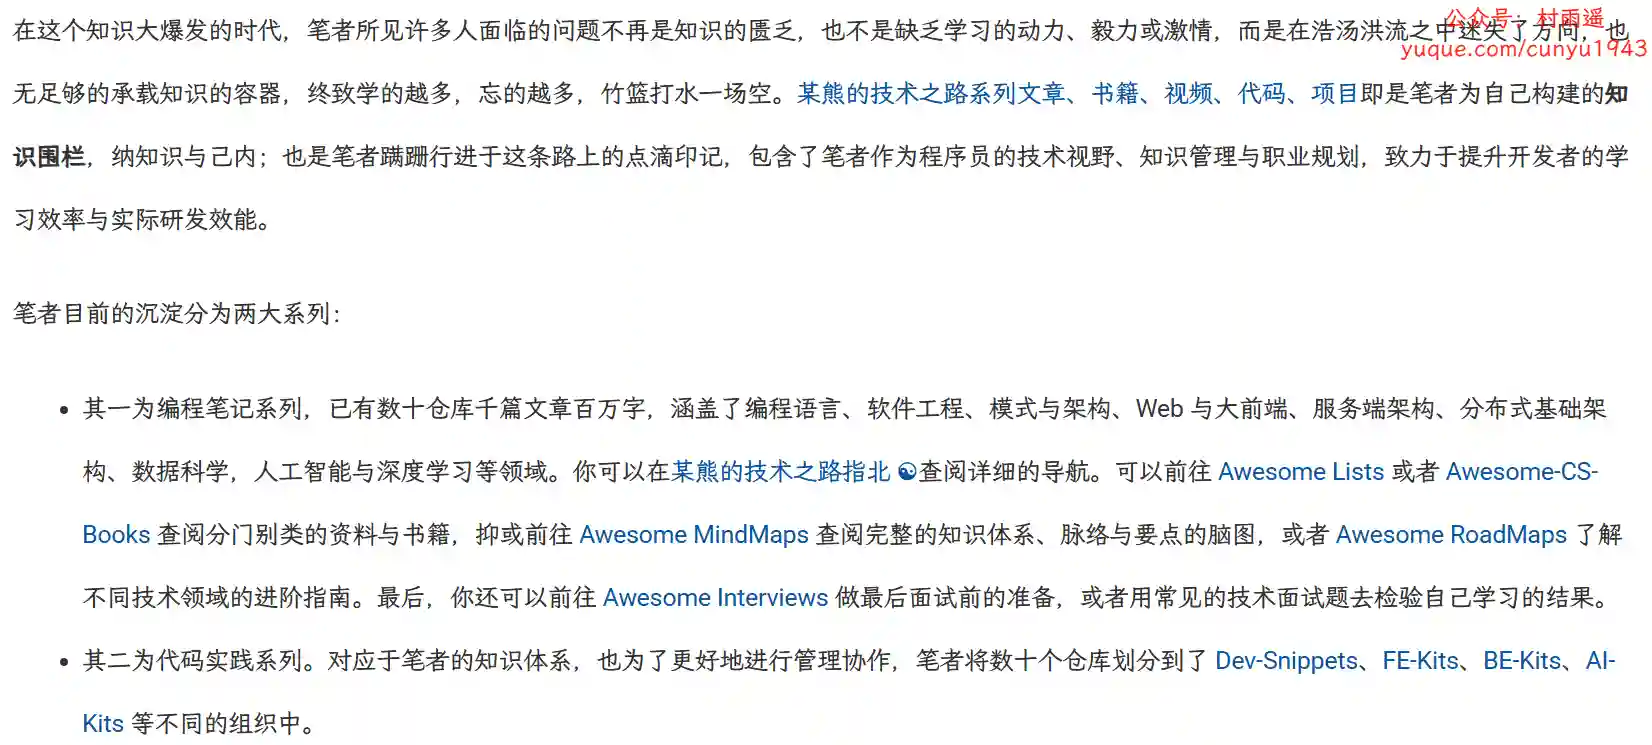 公众号：村雨遥
yuque.com/cunyu1943
在这个知识大爆发的时代，笔者所见许多人面临的问题不再是知识的匮乏，也不是缺乏学习的动力、毅力或激情，而是在浩汤洪流之中迷失了方向，也
无足够的承载知识的容器，终致学的越多，忘的越多，竹篮打水一场空。某熊的技术之路系列文章、书籍、视频、代码、项目即是笔者为自己构建的知
识围栏，纳知识与己内；也是笔者蹒跚行进于这条路上的点滴印记，包含了笔者作为程序员的技术视野、知识管理与职业规划，致力于提升开发者的学
习效率与实际研发效能。
笔者目前的沉淀分为两大系列：
• 其一为编程笔记系列，已有数十仓库千篇文章百万字，涵盖了编程语言、软件工程、模式与架构、Web 与大前端、服务端架构、分布式基础架
构、数据科学，人工智能与深度学习等领域。你可以在某熊的技术之路指北 ☯查阅详细的导航。可以前往 Awesome Lists 或者 Awesome-CS-
Books 查阅分门别类的资料与书籍，抑或前往 Awesome MindMaps 查阅完整的知识体系、脉络与要点的脑图，或者 Awesome RoadMaps 了解
不同技术领域的进阶指南。最后，你还可以前往 Awesome Interviews 做最后面试前的准备，或者用常见的技术面试题去检验自己学习的结果。
• 其二为代码实践系列。对应于笔者的知识体系，也为了更好地进行管理协作，笔者将数十个仓库划分到了 Dev-Snippets、FE-Kits、BE-Kits、AI-
Kits 等不同的组织中。